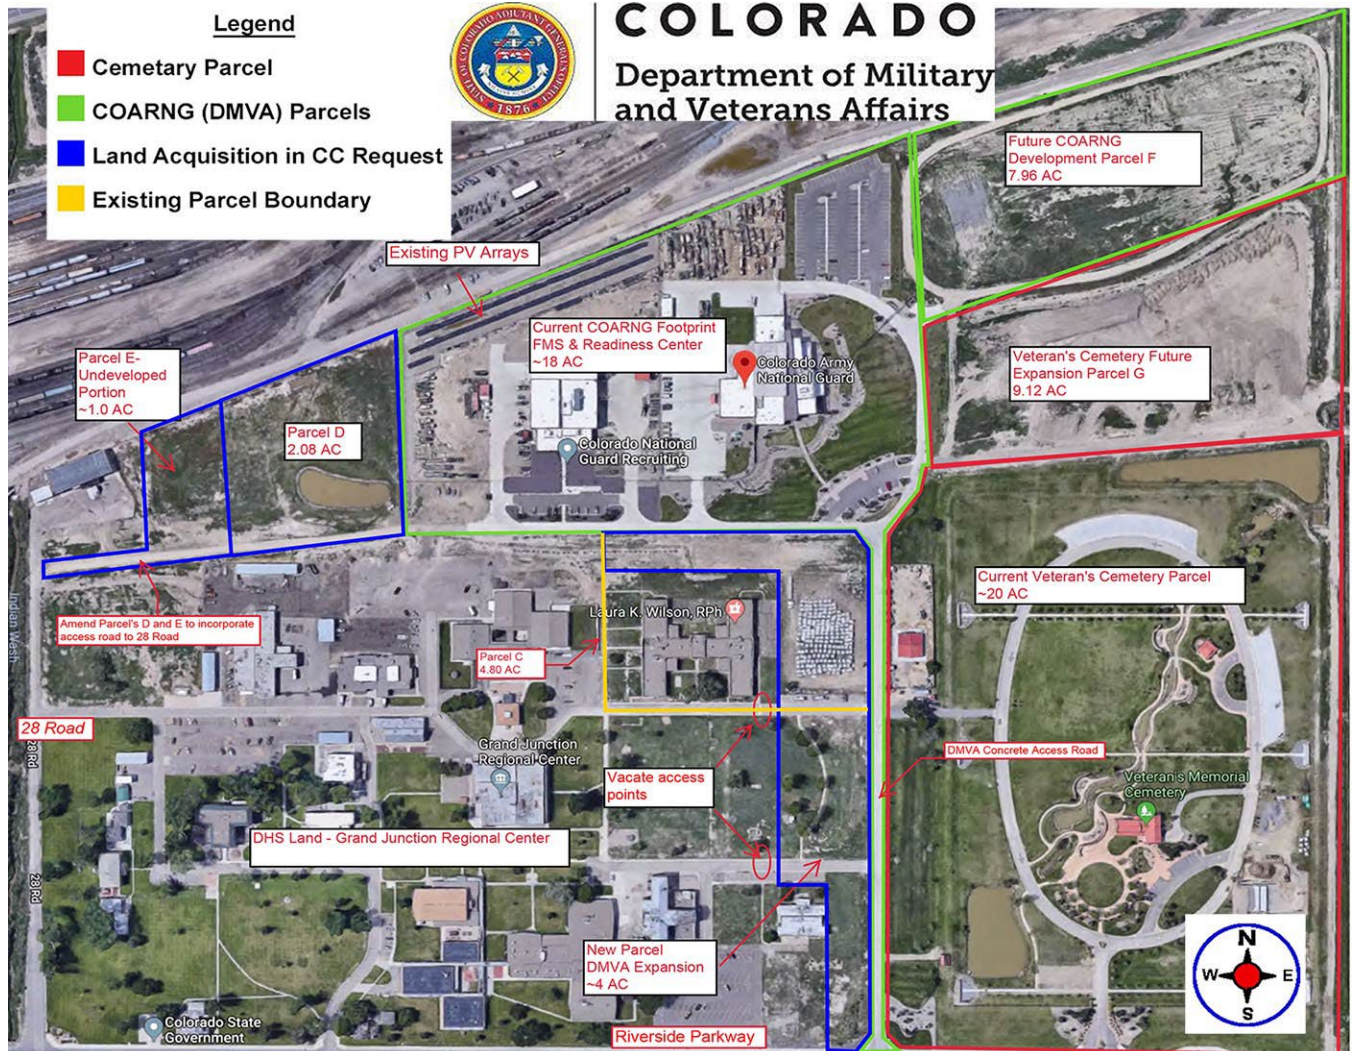 Legend
Cemetary Parcel
COARNG (DMVA) Parcels
Land Acquisition in CC Request
Existing Parcel Boundary
STATE OF COLORADO ADJUTANT GENERAL'S OFFICE
1876
COLORADO
Department of Military
and Veterans Affairs
Future COARNG
Development Parcel F
7.96 AC
Existing PV Arrays
Current COARNG Footprint
FMS & Readiness Center
~18 AC
Colorado Army
National Guard
Veteran's Cemetery Future
Expansion Parcel G
9.12 AC
Parcel E-
Undeveloped
Portion
~1.0 AC
Parcel D
2.08 AC
Colorado National
Guard Recruiting
Current Veteran's Cemetery Parcel
~20 AC
Indian Wash
Amend Parcel's D and E to incorporate
access road to 28 Road
Laura K. Wilson, RPh
Parcel C
4.80 AC
28 Road
28 Rd
Grand Junction
Regional Center
DMVA Concrete Access Road
Vacate access
points
Veteran's Memorial
Cemetery
DHS Land - Grand Junction Regional Center
28 Rd
New Parcel
DMVA Expansion
~4 AC
N
W E
S
Colorado State
Government
Riverside Parkway